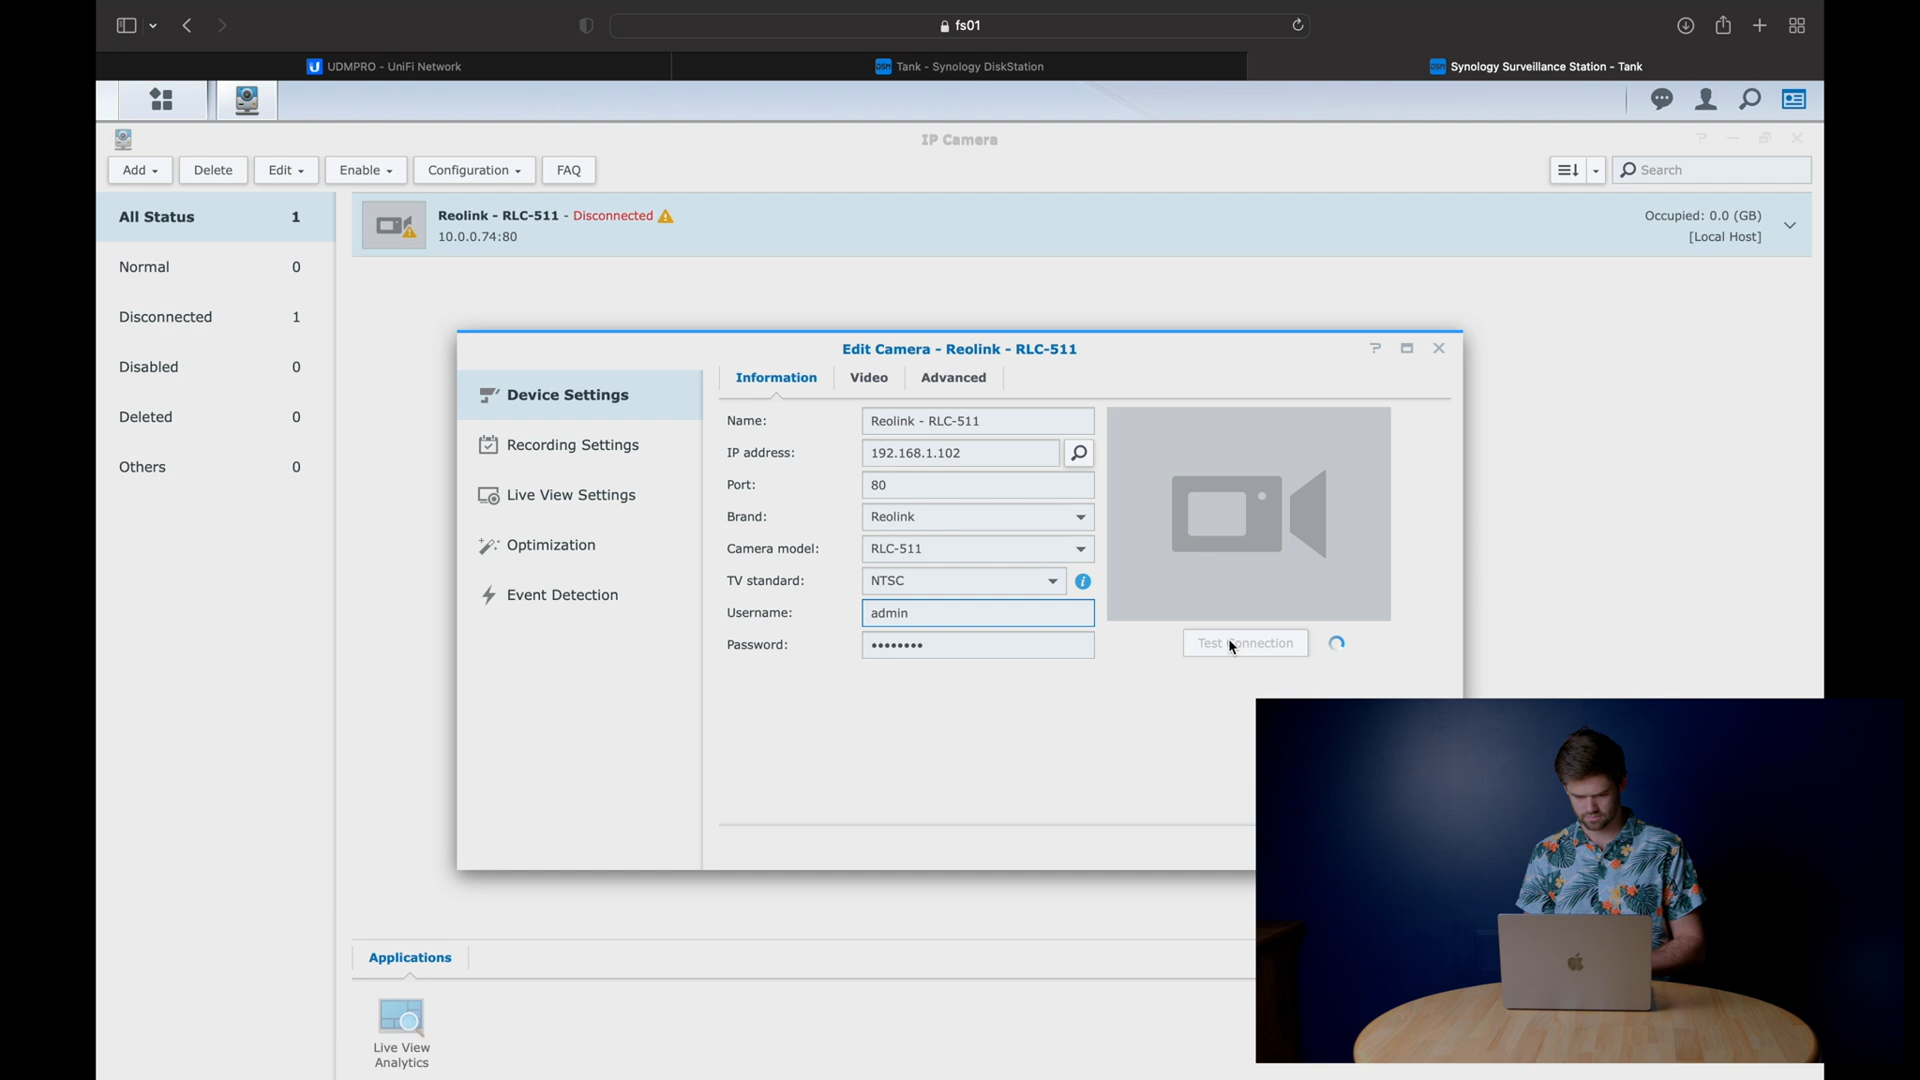 fs01
UDMPRO - UniFi Network
Tank - Synology DiskStation
Synology Surveillance Station - Tank
IP Camera
Add
Delete
Edit
Enable
Configuration
FAQ
Search
All Status 1
Normal 0
Disconnected 1
Disabled 0
Deleted 0
Others 0
Reolink - RLC-511 - Disconnected
10.0.0.74:80
Occupied: 0.0 (GB)
[Local Host]
Edit Camera - Reolink - RLC-511
Device Settings
Recording Settings
Live View Settings
Optimization
Event Detection
Information
Video
Advanced
Name: Reolink - RLC-511
IP address: 192.168.1.102
Port: 80
Brand: Reolink
Camera model: RLC-511
TV standard: NTSC
Username: admin
Password: ••••••••
Test Connection
Applications
Live View
Analytics